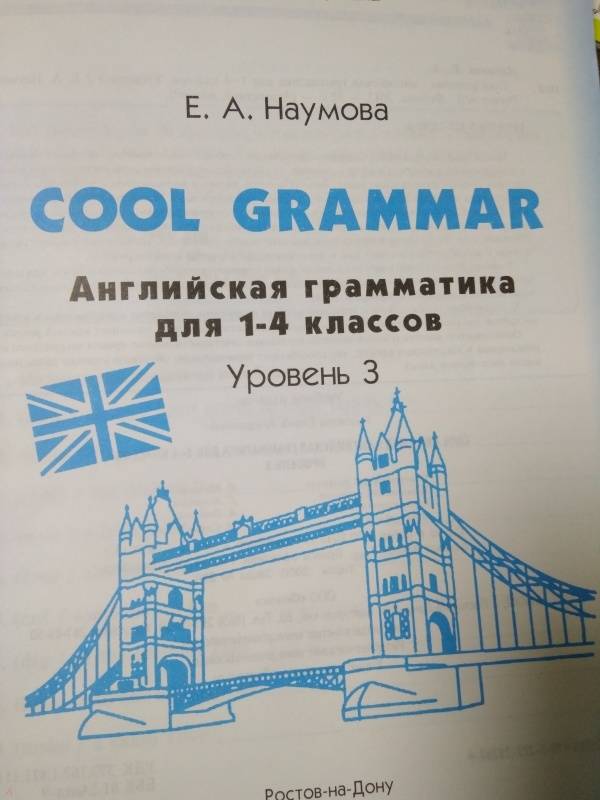 Е. А. Наумова
COOL GRAMMAR
Английская грамматика
для 1-4 классов
Уровень 3
Ростов-на-Дону